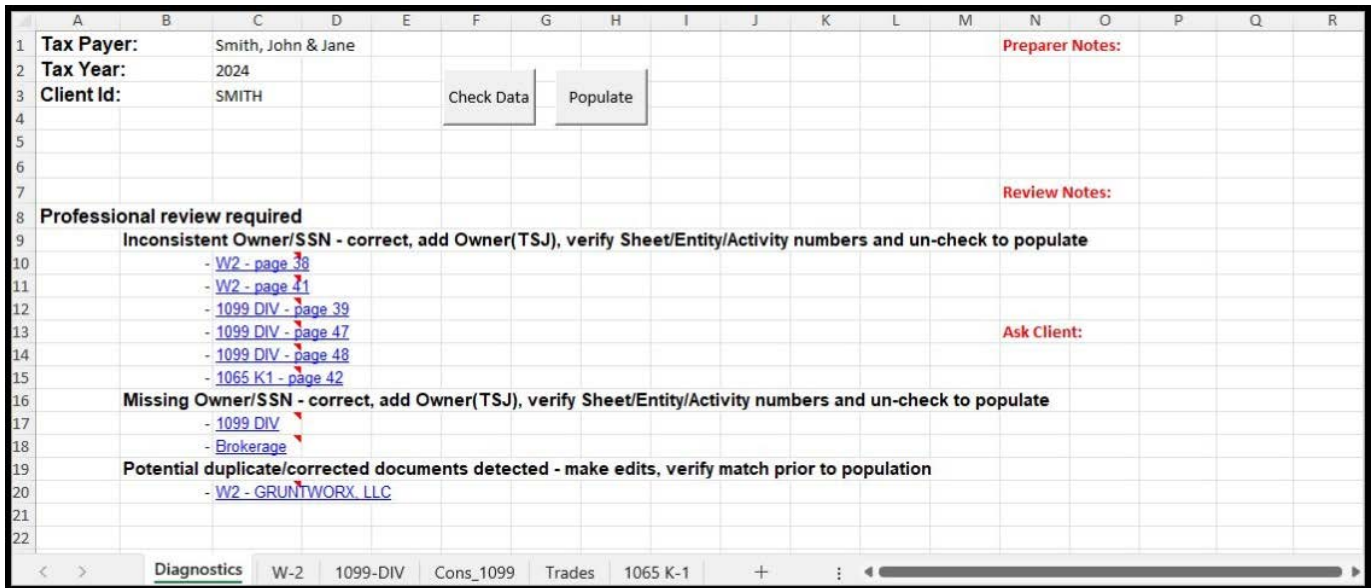 A B C D E F G H I J K L M N O P Q R
1 Tax Payer: Smith, John & Jane Preparer Notes:
2 Tax Year: 2024
3 Client Id: SMITH Check Data Populate
4
5
6
7 Review Notes:
8 Professional review required
9 Inconsistent Owner/SSN - correct, add Owner(TSJ), verify Sheet/Entity/Activity numbers and un-check to populate
10 - W2 - page 38
11 - W2 - page 41
12 - 1099 DIV - page 39
13 - 1099 DIV - page 47 Ask Client:
14 - 1099 DIV - page 48
15 - 1065 K1 - page 42
16 Missing Owner/SSN - correct, add Owner(TSJ), verify Sheet/Entity/Activity numbers and un-check to populate
17 - 1099 DIV
18 - Brokerage
19 Potential duplicate/corrected documents detected - make edits, verify match prior to population
20 - W2 - GRUNTWORX, LLC
21
22
Diagnostics W-2 1099-DIV Cons_1099 Trades 1065 K-1